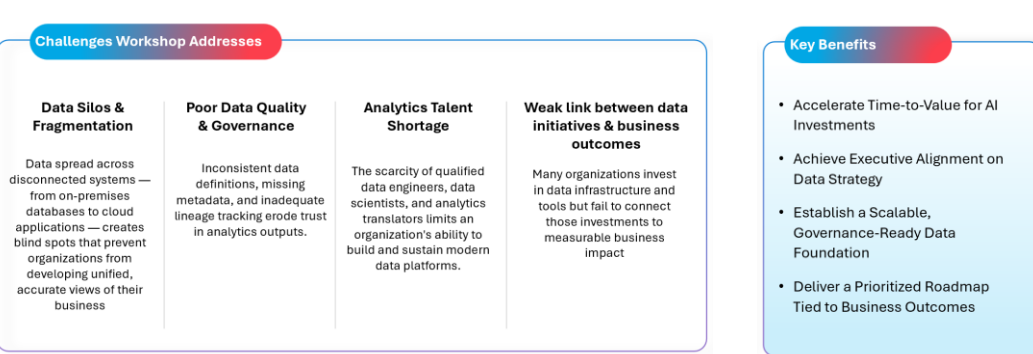 Challenges Workshop Addresses
Data Silos &
Fragmentation
Data spread across
disconnected systems —
from on-premises
databases to cloud
applications — creates
blind spots that prevent
organizations from
developing unified,
accurate views of their
business
Poor Data Quality
& Governance
Inconsistent data
definitions, missing
metadata, and inadequate
lineage tracking erode trust
in analytics outputs.
Analytics Talent
Shortage
The scarcity of qualified
data engineers, data
scientists, and analytics
translators limits an
organization's ability to
build and sustain modern
data platforms.
Weak link between data
initiatives & business
outcomes
Many organizations invest
in data infrastructure and
tools but fail to connect
those investments to
measurable business
impact
Key Benefits
• Accelerate Time-to-Value for AI
Investments
• Achieve Executive Alignment on
Data Strategy
• Establish a Scalable,
Governance-Ready Data
Foundation
• Deliver a Prioritized Roadmap
Tied to Business Outcomes